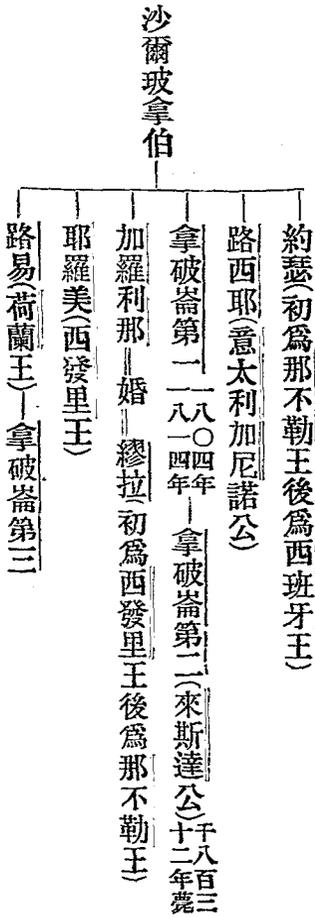 沙爾玻拿伯
約瑟(初爲那不勒王後爲西班牙王)
路西耶(意太利加尼諾公)
拿破崙第一 一八〇四年 一八一四年
拿破崙第二(來斯達公) 千八百三十二年薨
加羅利那
婚
繆拉(初爲西發里王後爲那不勒王)
耶羅美(西發里王)
路易(荷蘭王)
拿破崙第三